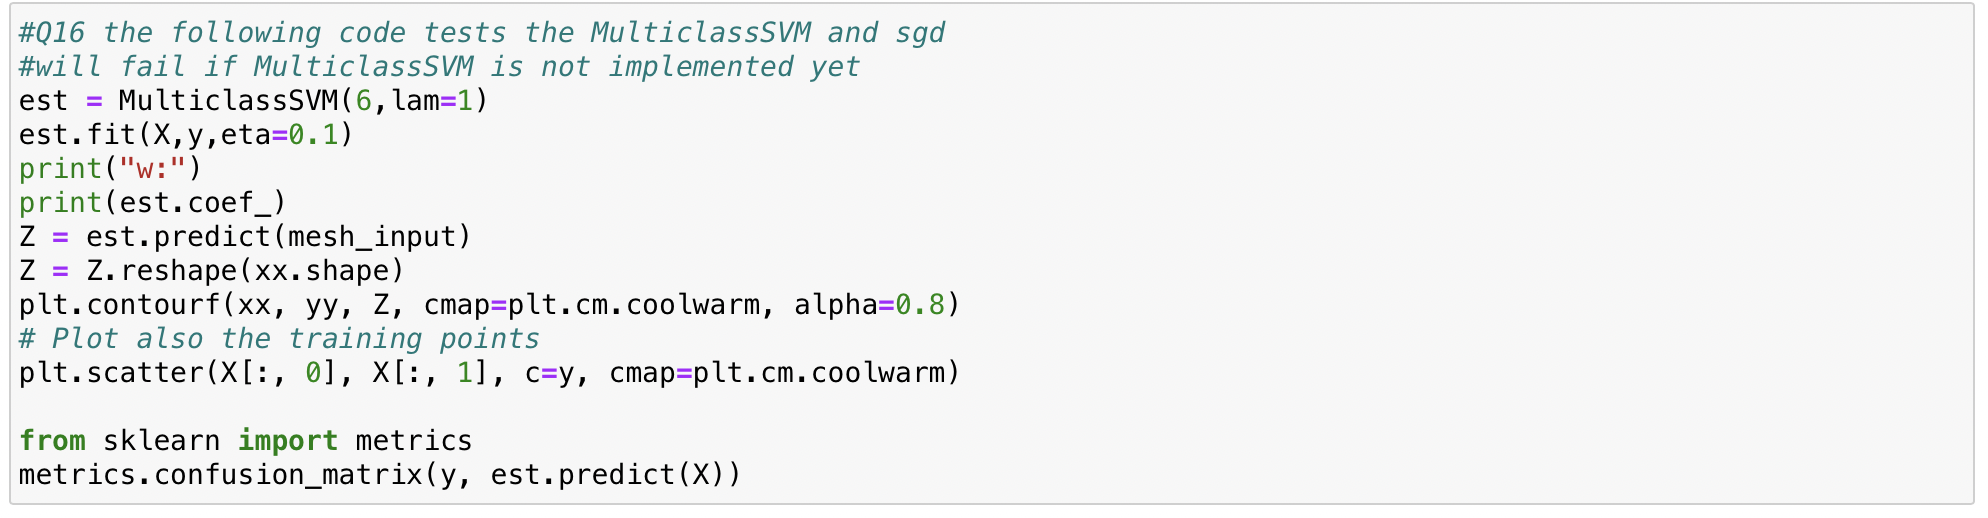 #Q16 the following code tests the MulticlassSVM and sgd
#will fail if MulticlassSVM is not implemented yet
est = MulticlassSVM(6,lam=1)
est.fit(X,y,eta=0.1)
print("w:")
print(est.coef_)
Z = est.predict(mesh_input)
Z = Z.reshape(xx.shape)
plt.contourf(xx, yy, Z, cmap=plt.cm.coolwarm, alpha=0.8)
# Plot also the training points
plt.scatter(X[:, 0], X[:, 1], c=y, cmap=plt.cm.coolwarm)
from sklearn import metrics
metrics.confusion_matrix(y, est.predict(X))